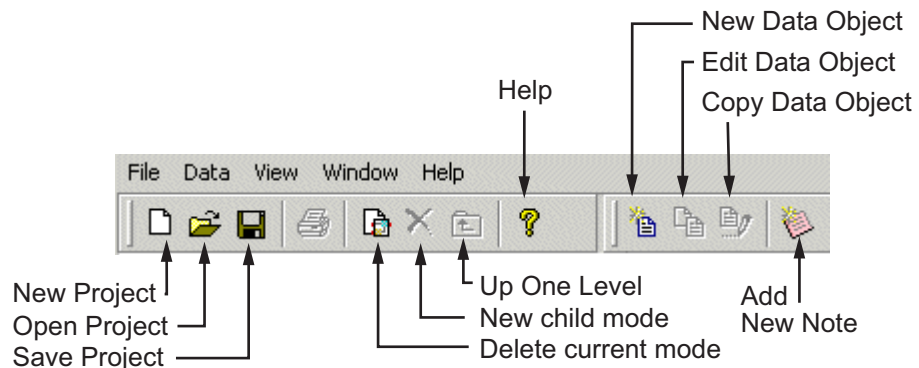 New Data Object
Edit Data Object
Help
Copy Data Object
File Data View Window Help
New Project
Open Project
Save Project
Up One Level
New child mode
Delete current mode
Add
New Note